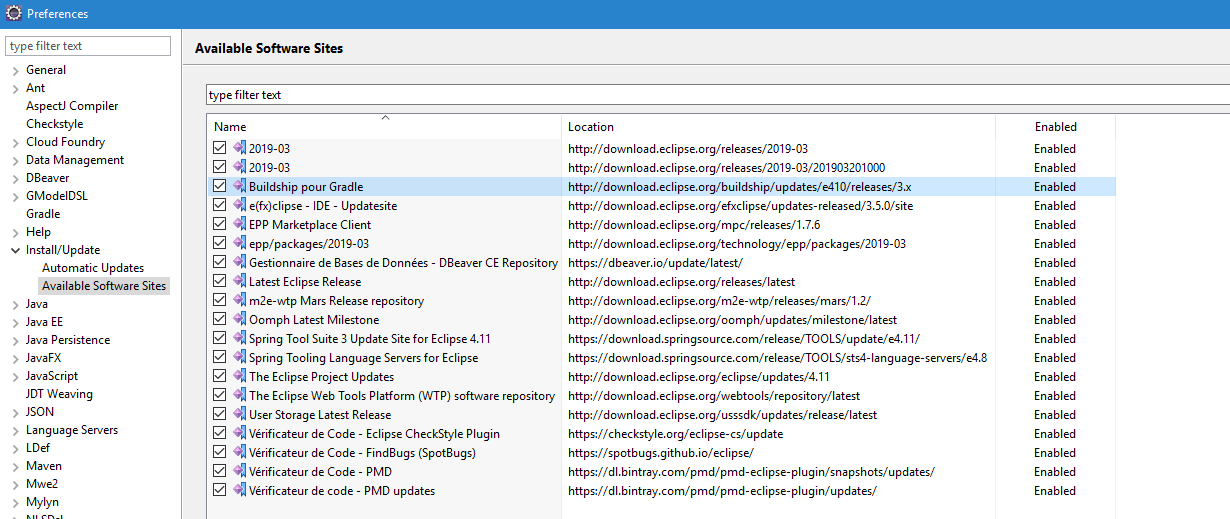 Preferences
type filter text
General
Ant
AspectJ Compiler
Checkstyle
Cloud Foundry
Data Management
DBeaver
GModelDSL
Gradle
Help
Install/Update
Automatic Updates
Available Software Sites
Java
Java EE
Java Persistence
JavaFX
JavaScript
JDT Weaving
JSON
Language Servers
LDef
Maven
Mwe2
Mylyn
Available Software Sites
type filter text
Name Location Enabled
2019-03 http://download.eclipse.org/releases/2019-03 Enabled
2019-03 http://download.eclipse.org/releases/2019-03/201903201000 Enabled
Buildship pour Gradle http://download.eclipse.org/buildship/updates/e410/releases/3.x Enabled
e(fx)clipse - IDE - Updatesite http://download.eclipse.org/efxclipse/updates-released/3.5.0/site Enabled
EPP Marketplace Client http://download.eclipse.org/mpc/releases/1.7.6 Enabled
epp/packages/2019-03 http://download.eclipse.org/technology/epp/packages/2019-03 Enabled
Gestionnaire de Bases de Données - DBeaver CE Repository https://dbeaver.io/update/latest/ Enabled
Latest Eclipse Release http://download.eclipse.org/releases/latest Enabled
m2e-wtp Mars Release repository http://download.eclipse.org/m2e-wtp/releases/mars/1.2/ Enabled
Oomph Latest Milestone http://download.eclipse.org/oomph/updates/milestone/latest Enabled
Spring Tool Suite 3 Update Site for Eclipse 4.11 https://download.springsource.com/release/TOOLS/update/e4.11/ Enabled
Spring Tooling Language Servers for Eclipse https://download.springsource.com/release/TOOLS/sts4-language-servers/e4.8 Enabled
The Eclipse Project Updates http://download.eclipse.org/eclipse/updates/4.11 Enabled
The Eclipse Web Tools Platform (WTP) software repository http://download.eclipse.org/webtools/repository/latest Enabled
User Storage Latest Release http://download.eclipse.org/usssdk/updates/release/latest Enabled
Vérificateur de Code - Eclipse CheckStyle Plugin https://checkstyle.org/eclipse-cs/update Enabled
Vérificateur de Code - FindBugs (SpotBugs) https://spotbugs.github.io/eclipse/ Enabled
Vérificateur de Code - PMD https://dl.bintray.com/pmd/pmd-eclipse-plugin/snapshots/updates/ Enabled
Vérificateur de code - PMD updates https://dl.bintray.com/pmd/pmd-eclipse-plugin/updates/ Enabled